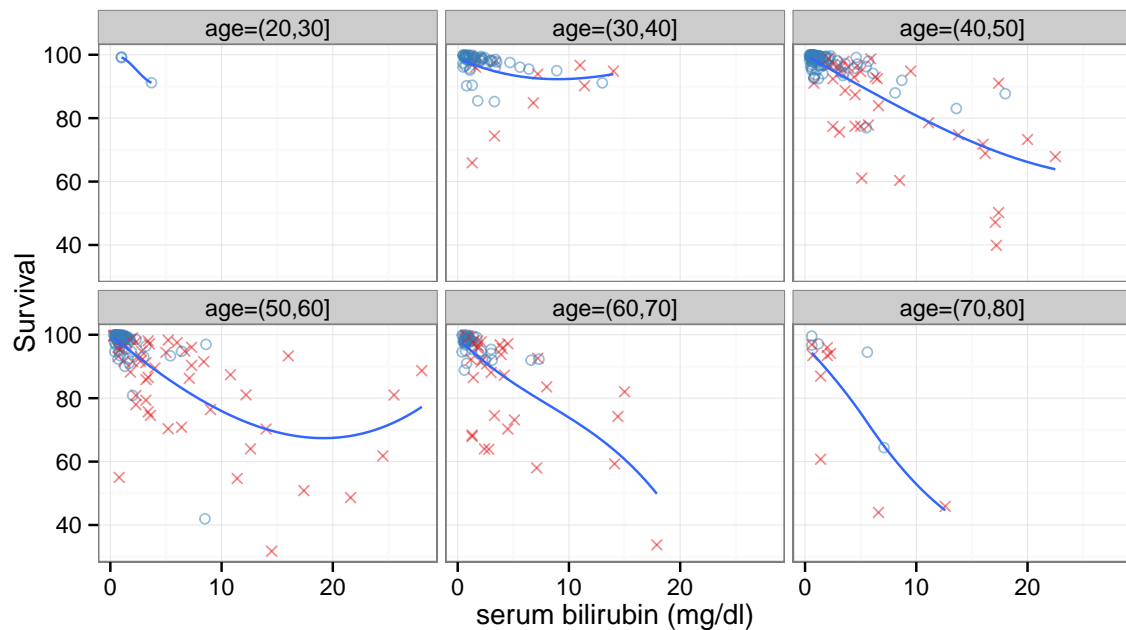 age=(20,30]
age=(30,40]
age=(40,50]
100
80
60
40
age=(50,60]
age=(60,70]
age=(70,80]
100
80
60
40
0
10
20
0
10
20
0
10
20
Survival
serum bilirubin (mg/dl)